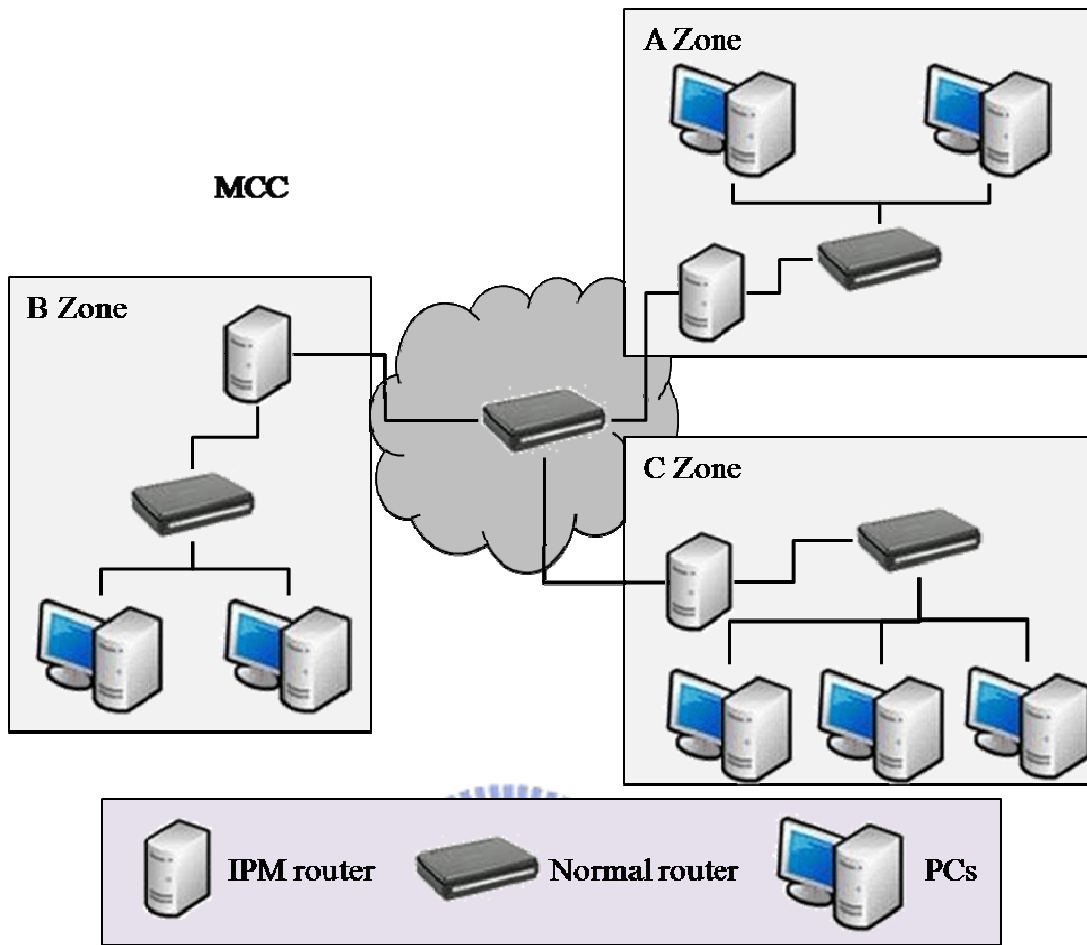 A Zone
MCC
B Zone
C Zone
IPM router
Normal router
PCs